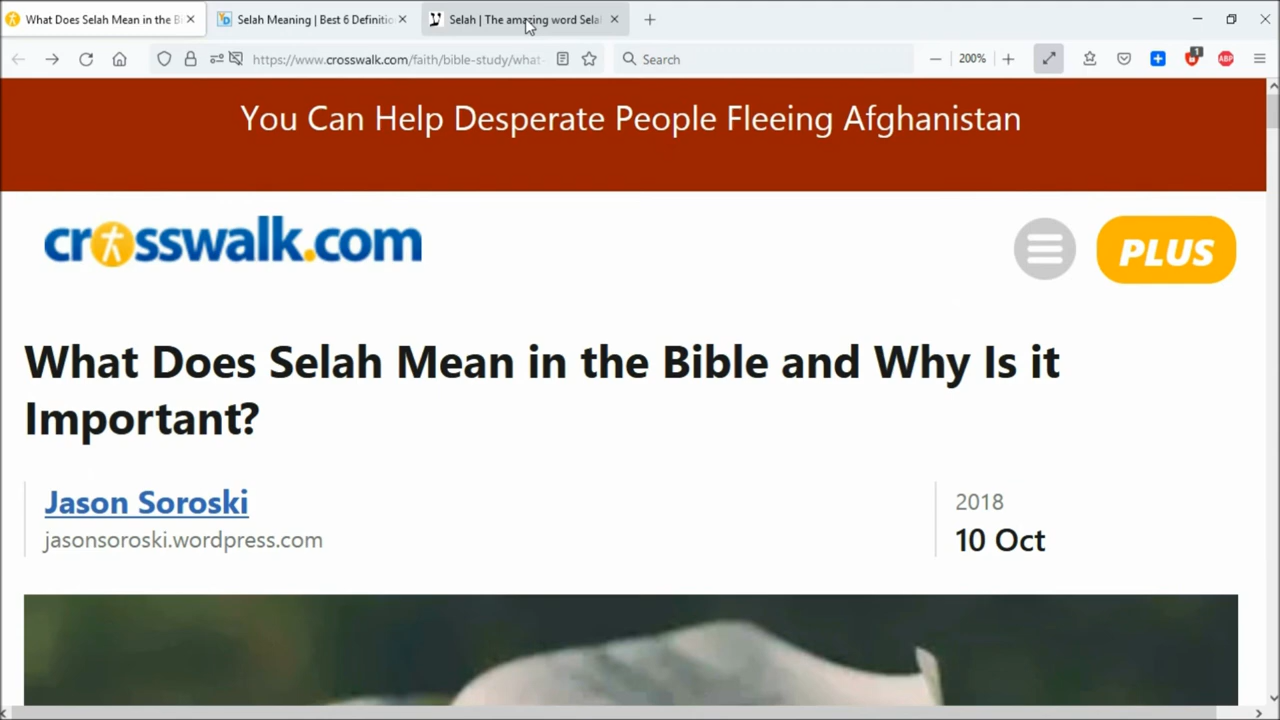 What Does Selah Mean in the B
Selah Meaning | Best 6 Definitio
Selah | The amazing word Sela
https://www.crosswalk.com/faith/bible-study/what-
Search
200%
1
ABP
You Can Help Desperate People Fleeing Afghanistan
crosswalk.com
PLUS
What Does Selah Mean in the Bible and Why Is it
Important?
Jason Soroski
2018
jasonsoroski.wordpress.com
10 Oct